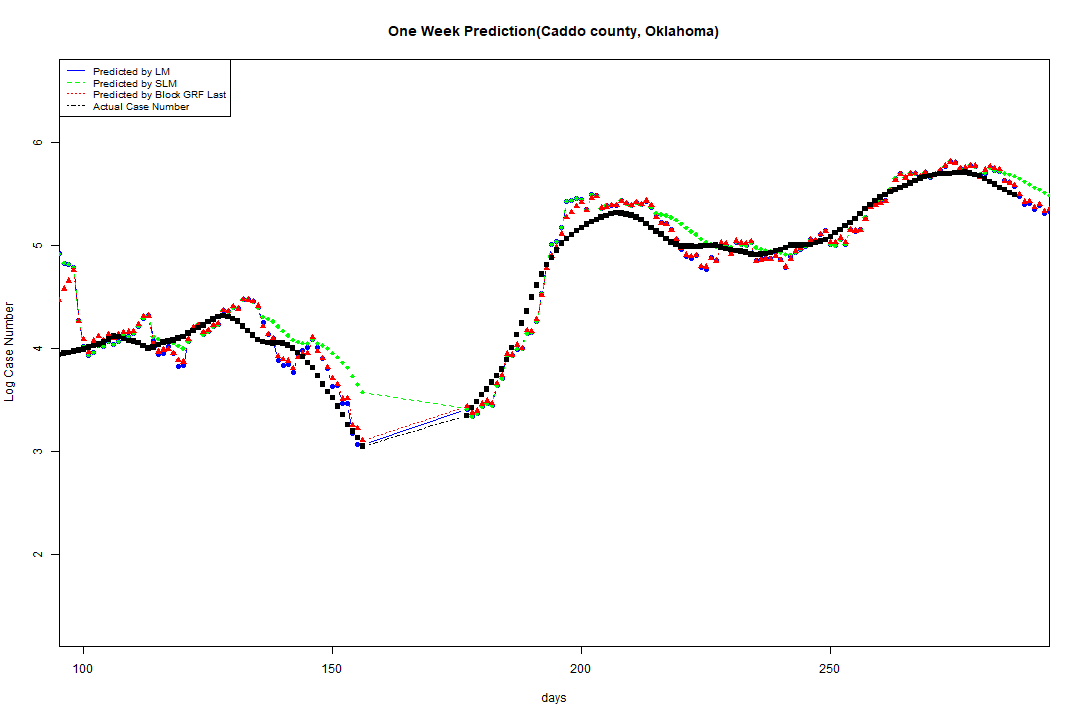 One Week Prediction(Caddo county, Oklahoma)
Predicted by LM
Predicted by SLM
Predicted by Block GRF Last
Actual Case Number
6
5
4
3
2
Log Case Number
100
150
200
250
days